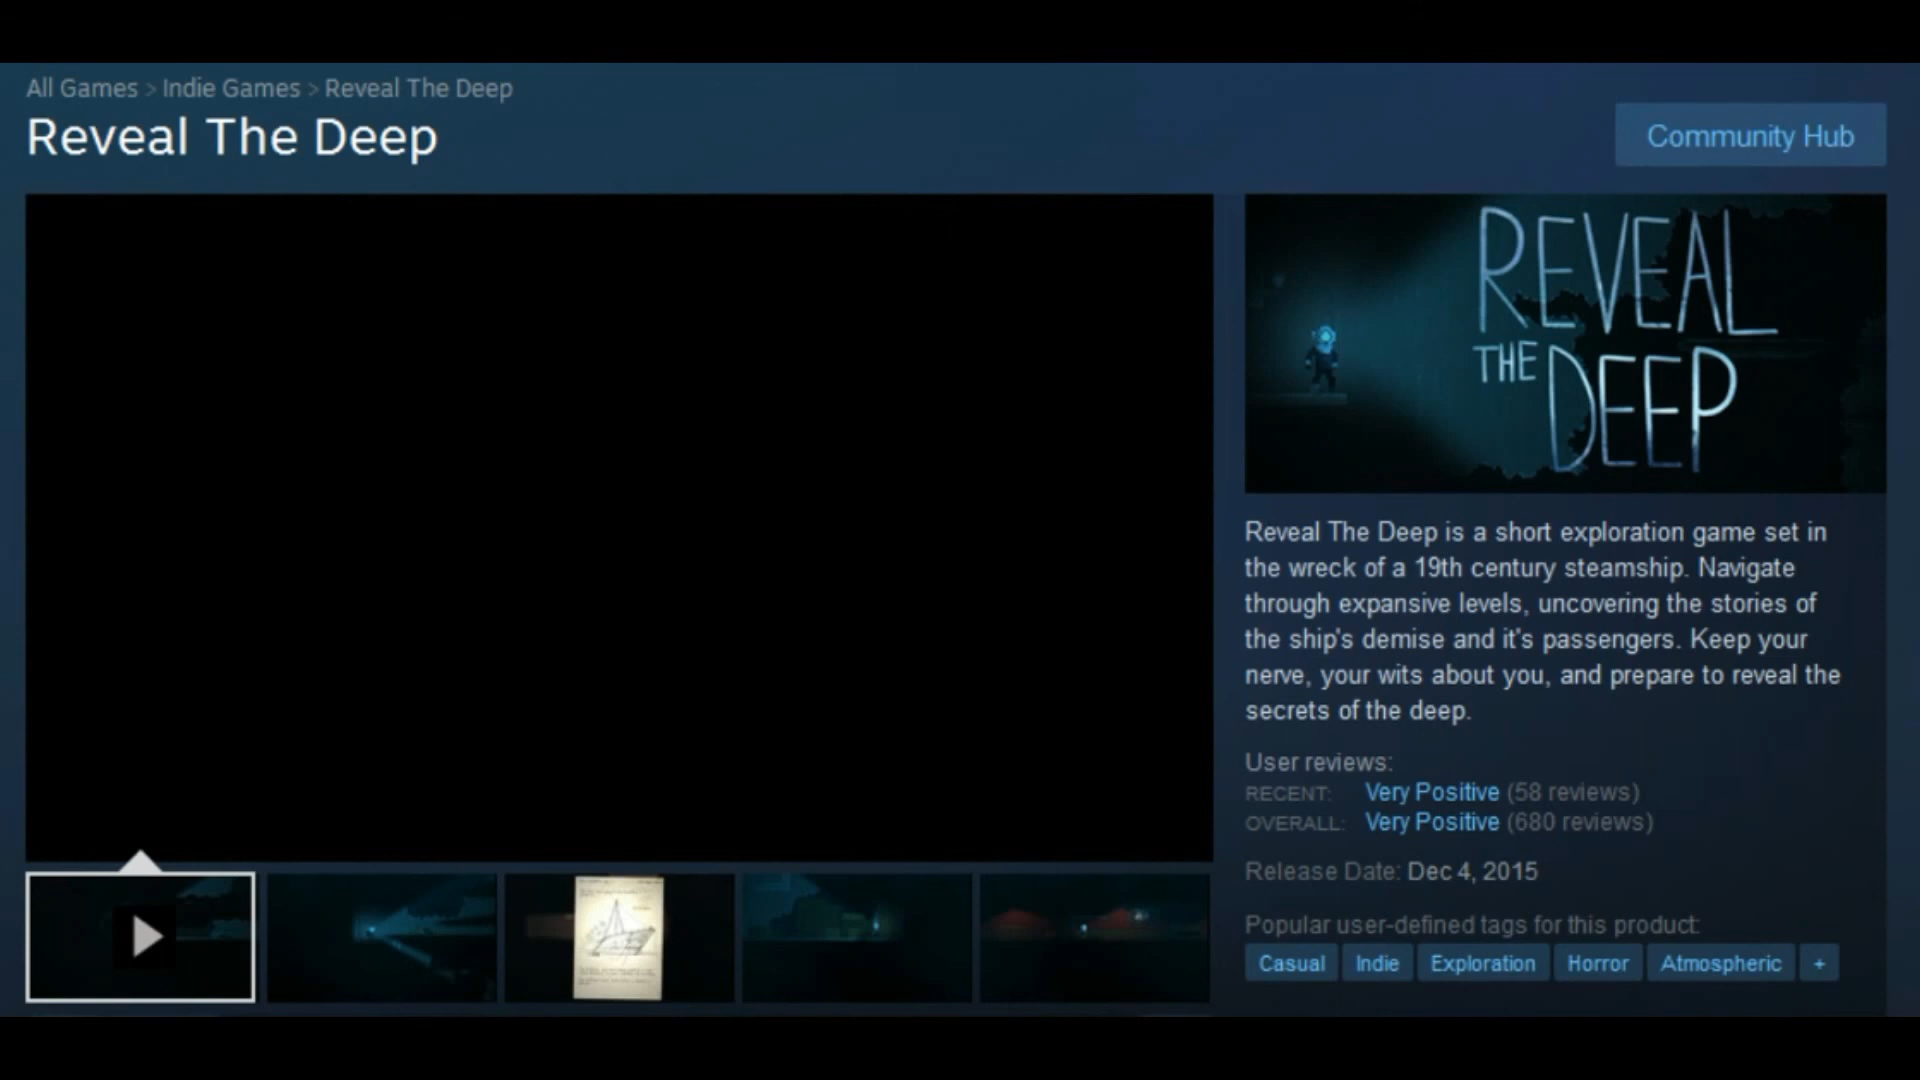 All Games > Indie Games > Reveal The Deep
Reveal The Deep
Community Hub
REVEAL
THE DEEP
Reveal The Deep is a short exploration game set in
the wreck of a 19th century steamship. Navigate
through expansive levels, uncovering the stories of
the ship's demise and it's passengers. Keep your
nerve, your wits about you, and prepare to reveal the
secrets of the deep.
User reviews:
RECENT: Very Positive (58 reviews)
OVERALL: Very Positive (680 reviews)
Release Date: Dec 4, 2015
Popular user-defined tags for this product:
Casual Indie Exploration Horror Atmospheric +